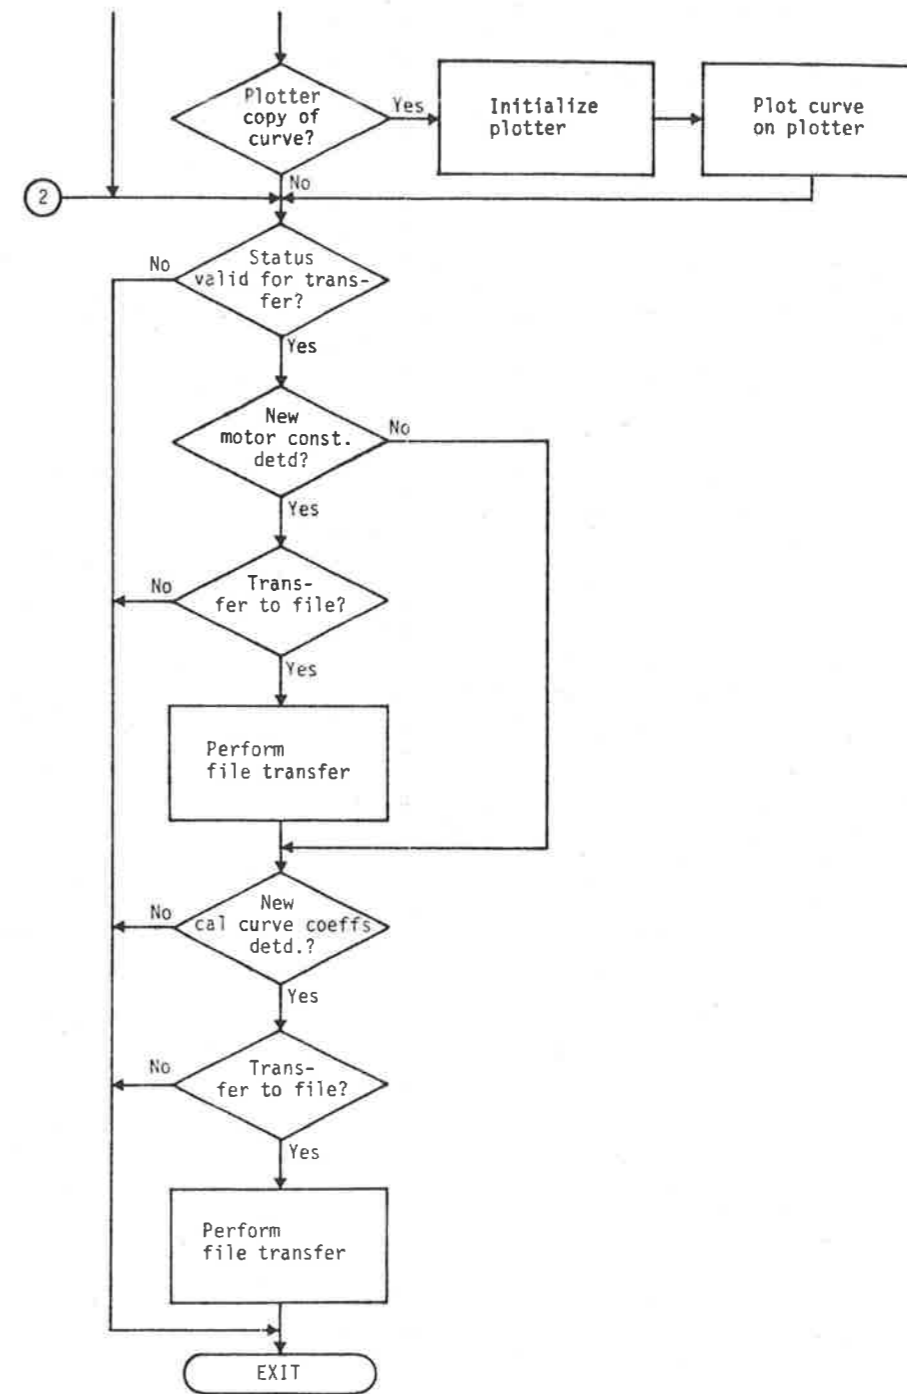 Plotter
copy of
curve?
Yes
Initialize
plotter
Plot curve
on plotter
No
2
Status
valid for trans-
fer?
No
Yes
New
motor const.
detd?
No
Yes
Trans-
fer to file?
No
Yes
Perform
file transfer
New
cal curve coeffs
detd.?
No
Yes
Trans-
fer to file?
No
Yes
Perform
file transfer
EXIT